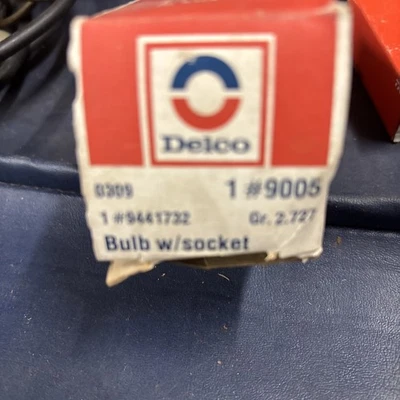 Delco
0309 1 #9005
1 #9441732 Gr. 2.727
Bulb w/socket